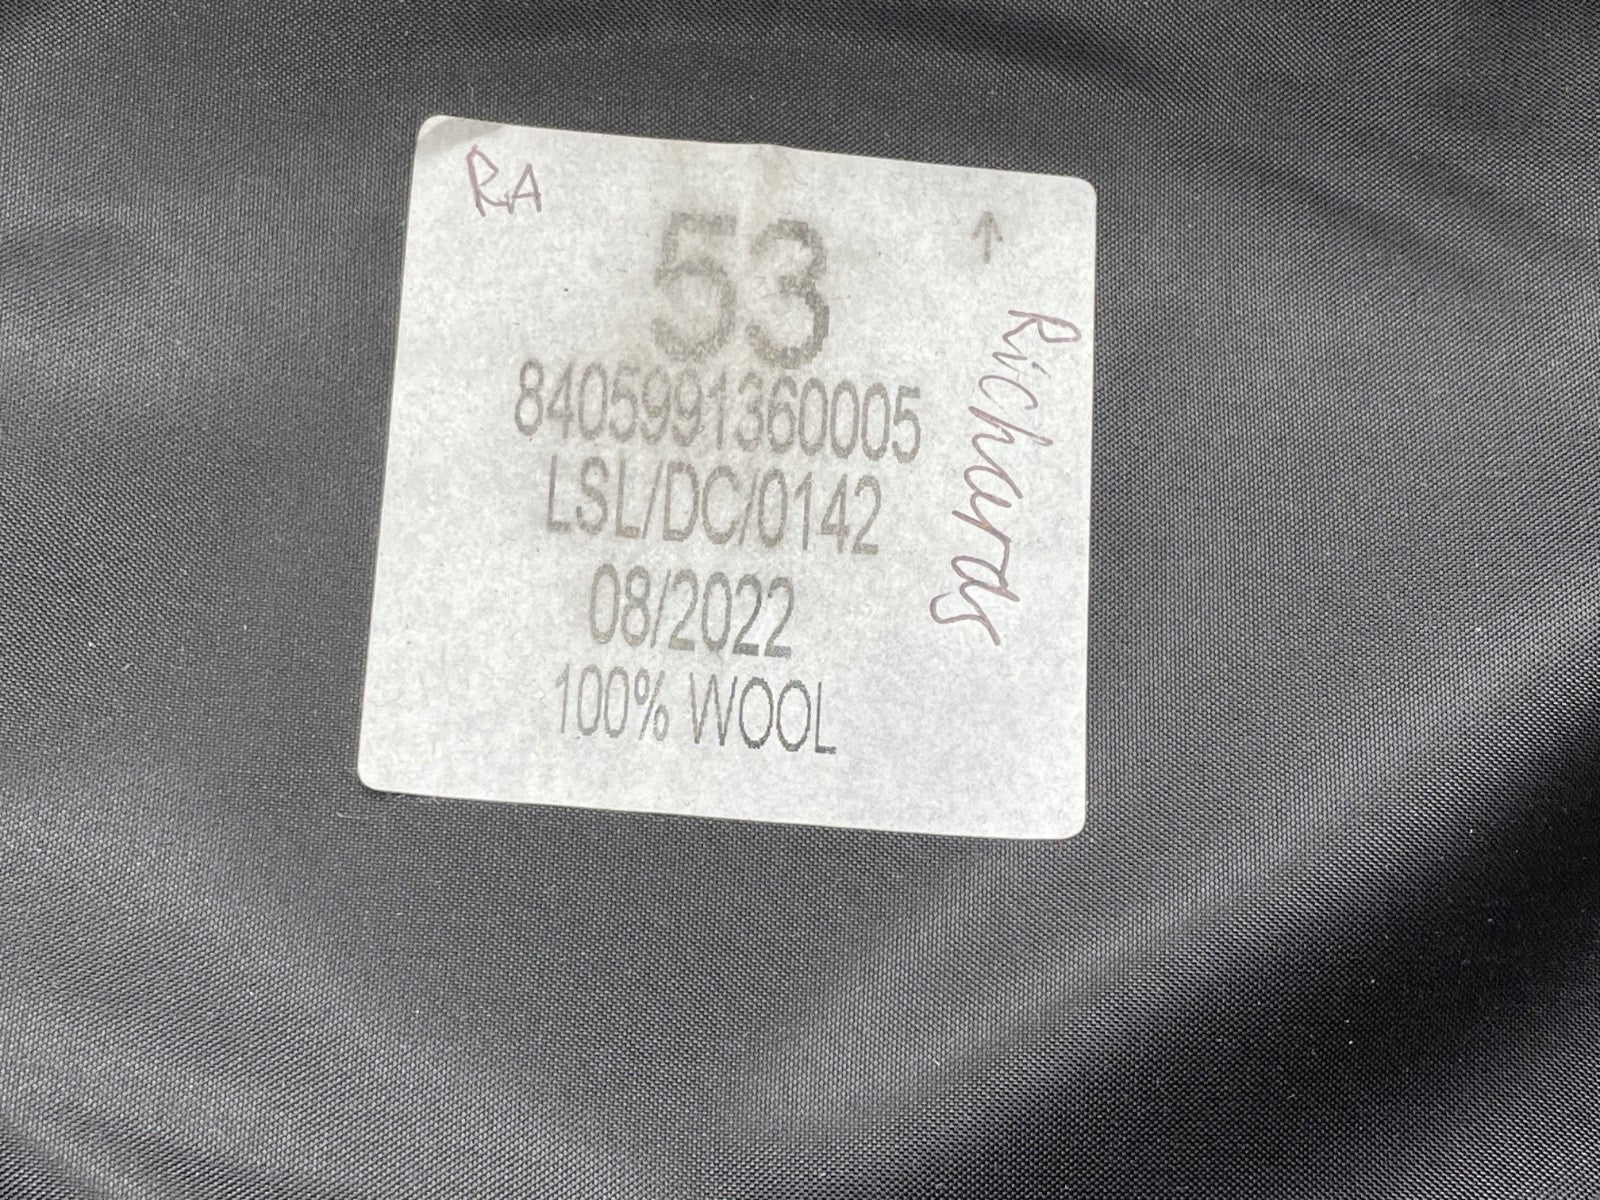 RA
53
8405991360005
LSL/DC/0142
08/2022
100% WOOL
Richards